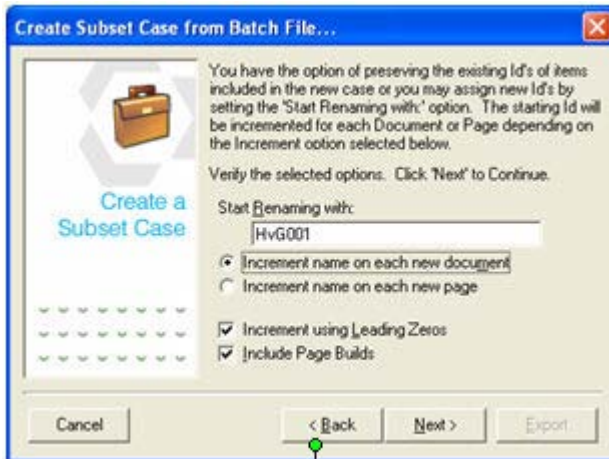 Create Subset Case from Batch File...
You have the option of preseving the existing Id's of items
included in the new case or you may assign new Id's by
setting the 'Start Renaming with:' option. The starting Id will
be incremented for each Document or Page depending on
the Increment option selected below.
Verify the selected options. Click 'Next' to Continue.
Create a
Subset Case
Start Renaming with:
HvG001
Increment name on each new document
Increment name on each new page
Increment using Leading Zeros
Include Page Builds
Cancel
< Back
Next >
Export